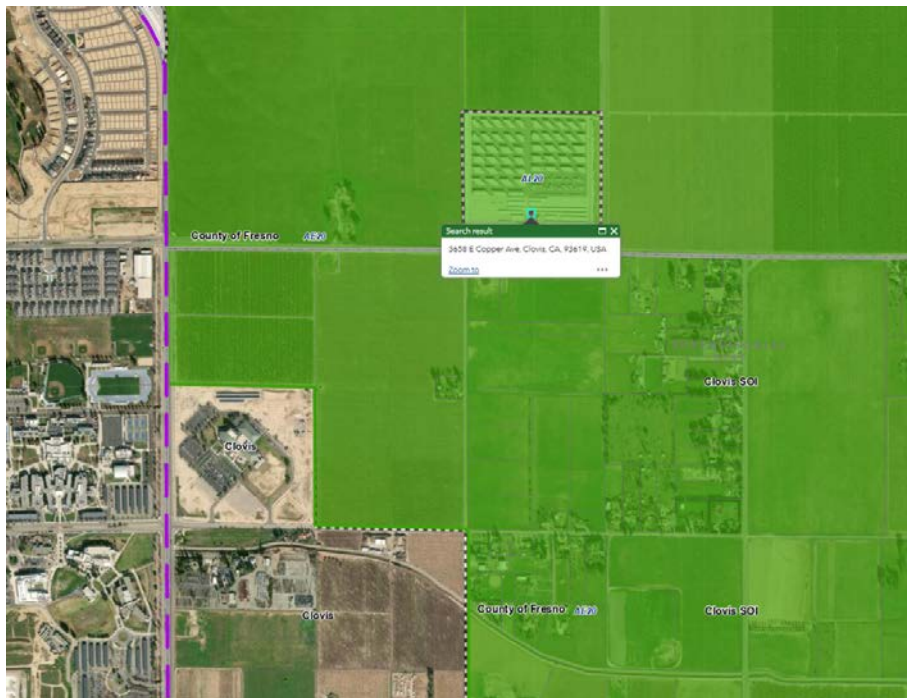 AE20
County of Fresno AE20
Search result
3658 E Copper Ave, Clovis, CA, 93619, USA
Zoom to
Clovis SOI
Clovis
Clovis
County of Fresno AE20
Clovis SOI